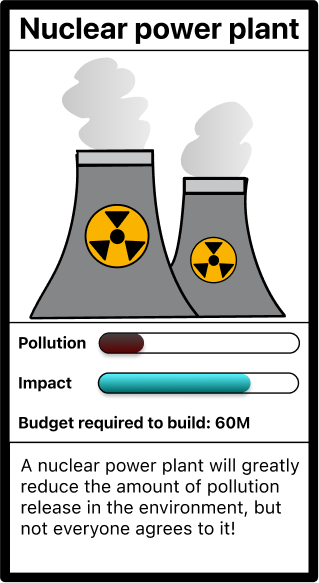 Nuclear power plant
Pollution
Impact
Budget required to build: 60M
A nuclear power plant will greatly
reduce the amount of pollution
release in the environment, but
not everyone agrees to it!